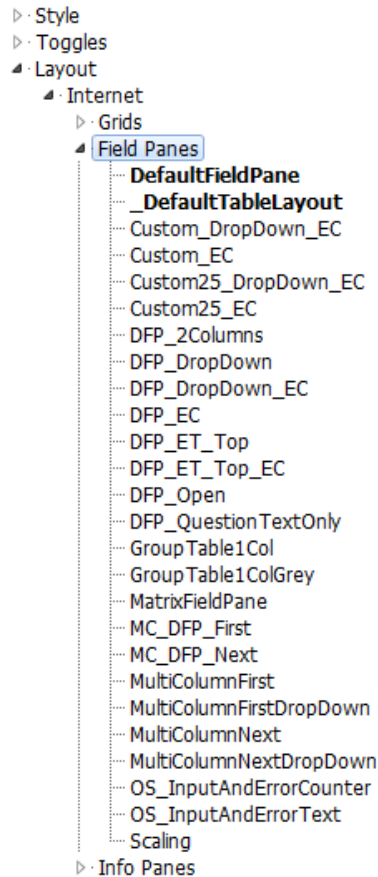 Style
Toggles
Layout
Internet
Grids
Field Panes
DefaultFieldPane
_DefaultTableLayout
Custom_DropDown_EC
Custom_EC
Custom25_DropDown_EC
Custom25_EC
DFP_2Columns
DFP_DropDown
DFP_DropDown_EC
DFP_EC
DFP_ET_Top
DFP_ET_Top_EC
DFP_Open
DFP_QuestionTextOnly
GroupTable1Col
GroupTable1ColGrey
MatrixFieldPane
MC_DFP_First
MC_DFP_Next
MultiColumnFirst
MultiColumnFirstDropDown
MultiColumnNext
MultiColumnNextDropDown
OS_InputAndErrorCounter
OS_InputAndErrorText
Scaling
Info Panes